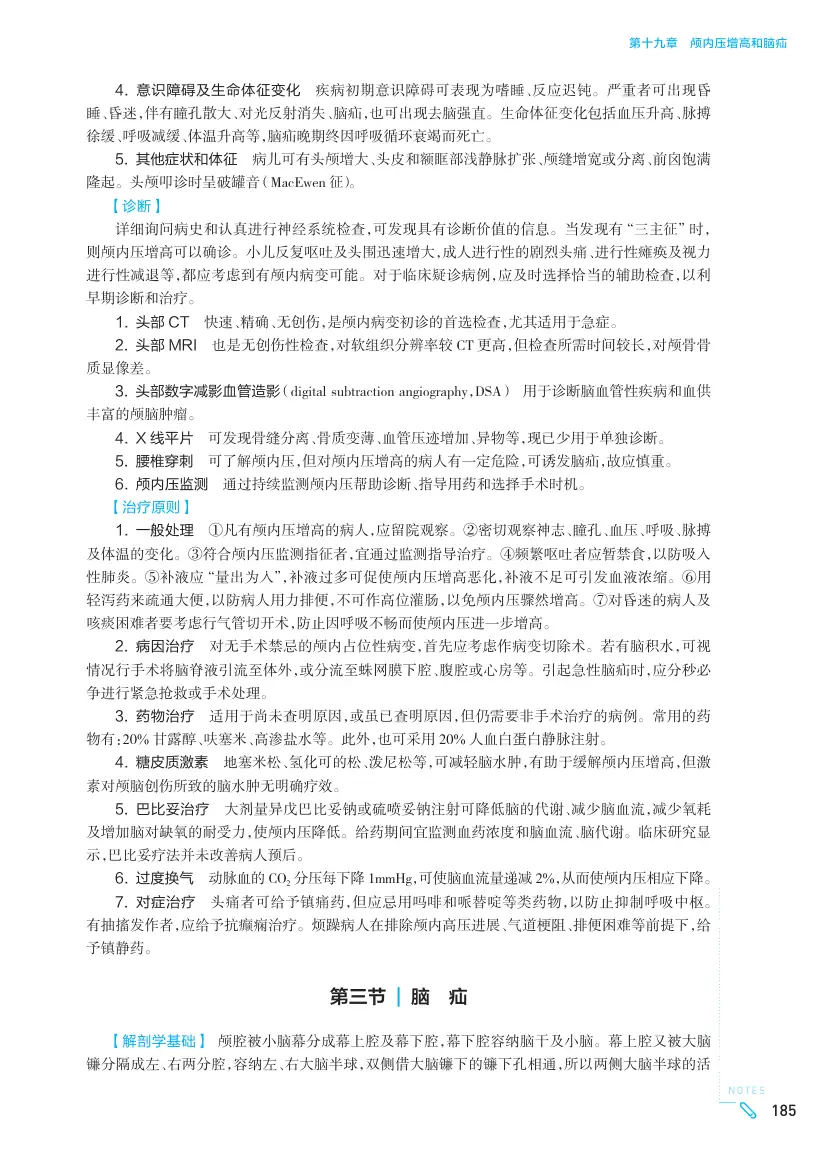 第十九章 颅内压增高和脑疝
4. 意识障碍及生命体征变化 疾病初期意识障碍可表现为嗜睡、反应迟钝。严重者可出现昏
睡、昏迷,伴有瞳孔散大、对光反射消失、脑疝,也可出现去脑强直。生命体征变化包括血压升高、脉搏
徐缓、呼吸减缓、体温升高等,脑疝晚期终因呼吸循环衰竭而死亡。
5. 其他症状和体征 病儿可有头颅增大、头皮和额眶部浅静脉扩张、颅缝增宽或分离、前囟饱满
隆起。头颅叩诊时呈破罐音(MacEwen 征)。
【诊断】
详细询问病史和认真进行神经系统检查,可发现具有诊断价值的信息。当发现有“三主征”时,
则颅内压增高可以确诊。小儿反复呕吐及头围迅速增大,成人进行性的剧烈头痛、进行性瘫痪及视力
进行性减退等,都应考虑到有颅内病变可能。对于临床疑诊病例,应及时选择恰当的辅助检查,以利
早期诊断和治疗。
1. 头部 CT 快速、精确、无创伤,是颅内病变初诊的首选检查,尤其适用于急症。
2. 头部 MRI 也是无创伤性检查,对软组织分辨率较 CT 更高,但检查所需时间较长,对颅骨骨
质显像差。
3. 头部数字减影血管造影(digital subtraction angiography,DSA) 用于诊断脑血管性疾病和血供
丰富的颅脑肿瘤。
4. X 线平片 可发现骨缝分离、骨质变薄、血管压迹增加、异物等,现已少用于单独诊断。
5. 腰椎穿刺 可了解颅内压,但对颅内压增高的病人有一定危险,可诱发脑疝,故应慎重。
6. 颅内压监测 通过持续监测颅内压帮助诊断、指导用药和选择手术时机。
【治疗原则】
1. 一般处理 ①凡有颅内压增高的病人,应留院观察。②密切观察神志、瞳孔、血压、呼吸、脉搏
及体温的变化。③符合颅内压监测指征者,宜通过监测指导治疗。④频繁呕吐者应暂禁食,以防吸入
性肺炎。⑤补液应“量出为入”,补液过多可促使颅内压增高恶化,补液不足可引发血液浓缩。⑥用
轻泻药来疏通大便,以防病人用力排便,不可作高位灌肠,以免颅内压骤然增高。⑦对昏迷的病人及
咳痰困难者要考虑行气管切开术,防止因呼吸不畅而使颅内压进一步增高。
2. 病因治疗 对无手术禁忌的颅内占位性病变,首先应考虑作病变切除术。若有脑积水,可视
情况行手术将脑脊液引流至体外,或分流至蛛网膜下腔、腹腔或心房等。引起急性脑疝时,应分秒必
争进行紧急抢救或手术处理。
3. 药物治疗 适用于尚未查明原因,或虽已查明原因,但仍需要非手术治疗的病例。常用的药
物有:20% 甘露醇、呋塞米、高渗盐水等。此外,也可采用 20% 人血白蛋白静脉注射。
4. 糖皮质激素 地塞米松、氢化可的松、泼尼松等,可减轻脑水肿,有助于缓解颅内压增高,但激
素对颅脑创伤所致的脑水肿无明确疗效。
5. 巴比妥治疗 大剂量异戊巴比妥钠或硫喷妥钠注射可降低脑的代谢、减少脑血流,减少氧耗
及增加脑对缺氧的耐受力,使颅内压降低。给药期间宜监测血药浓度和脑血流、脑代谢。临床研究显
示,巴比妥疗法并未改善病人预后。
6. 过度换气 动脉血的 CO₂ 分压每下降 1mmHg,可使脑血流量递减 2%,从而使颅内压相应下降。
7. 对症治疗 头痛者可给予镇痛药,但应忌用吗啡和哌替啶等类药物,以防止抑制呼吸中枢。
有抽搐发作者,应给予抗癫痫治疗。烦躁病人在排除颅内高压进展、气道梗阻、排便困难等前提下,给
予镇静药。
第三节 | 脑 疝
【解剖学基础】 颅腔被小脑幕分成幕上腔及幕下腔,幕下腔容纳脑干及小脑。幕上腔又被大脑
镰分隔成左、右两分腔,容纳左、右大脑半球,双侧借大脑镰下的镰下孔相通,所以两侧大脑半球的活
NOTES
185